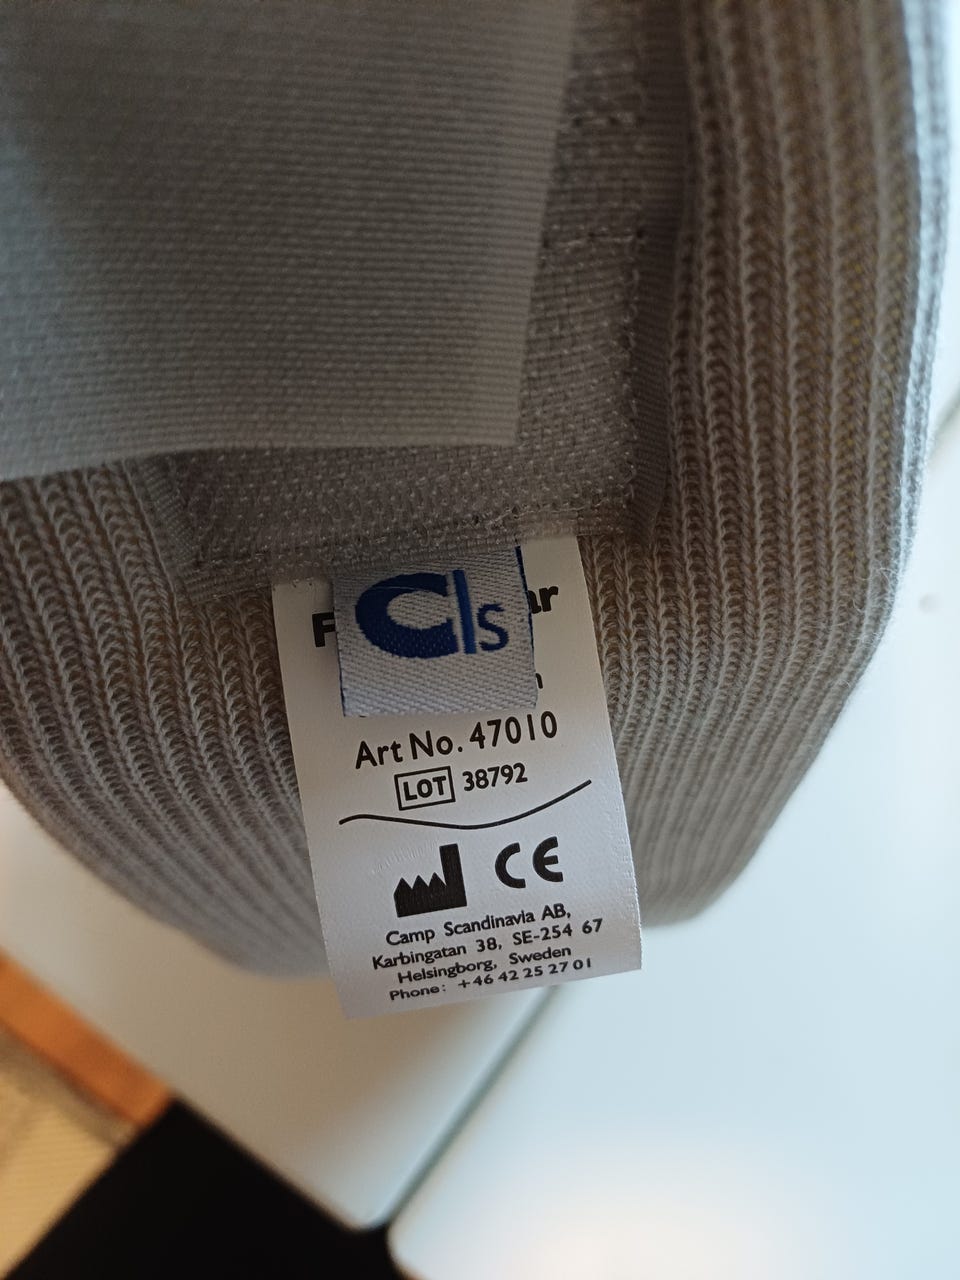 C|s
Art No. 47010
LOT 38792
CE
Camp Scandinavia AB,
Karbingatan 38, SE-254 67
Helsingborg, Sweden
Phone: +46 42 25 27 01